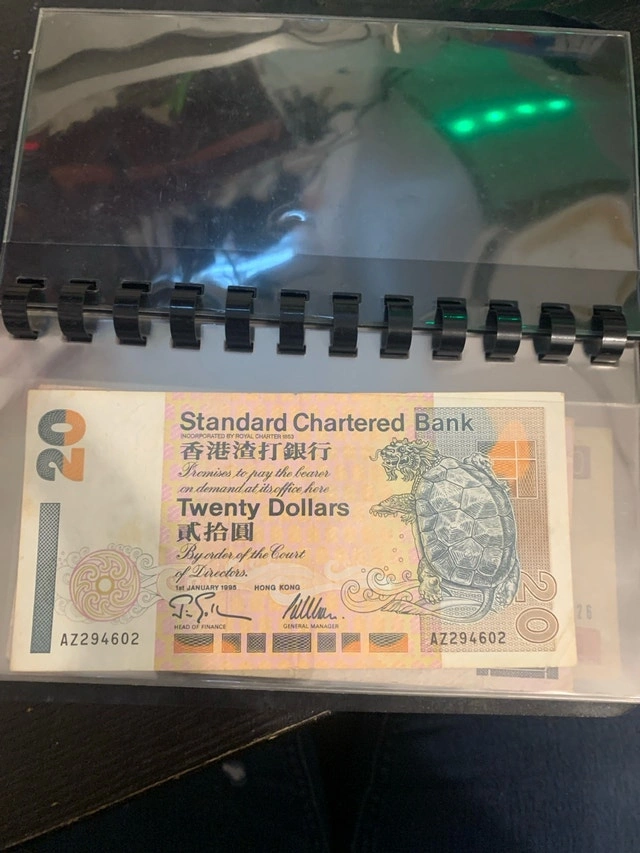 20
Standard Chartered Bank
INCORPORATED BY ROYAL CHARTER 1853
香港渣打銀行
Promises to pay the bearer
on demand at its office here
Twenty Dollars
貳拾圓
By order of the Court
of Directors.
1st JANUARY 1995 HONG KONG
HEAD OF FINANCE GENERAL MANAGER
AZ294602 AZ294602
20
26